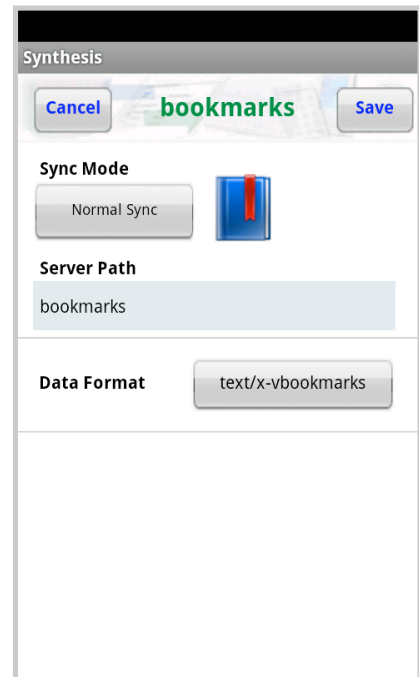 Synthesis
Cancel bookmarks Save
Sync Mode
Normal Sync
Server Path
bookmarks
Data Format text/x-vbookmarks